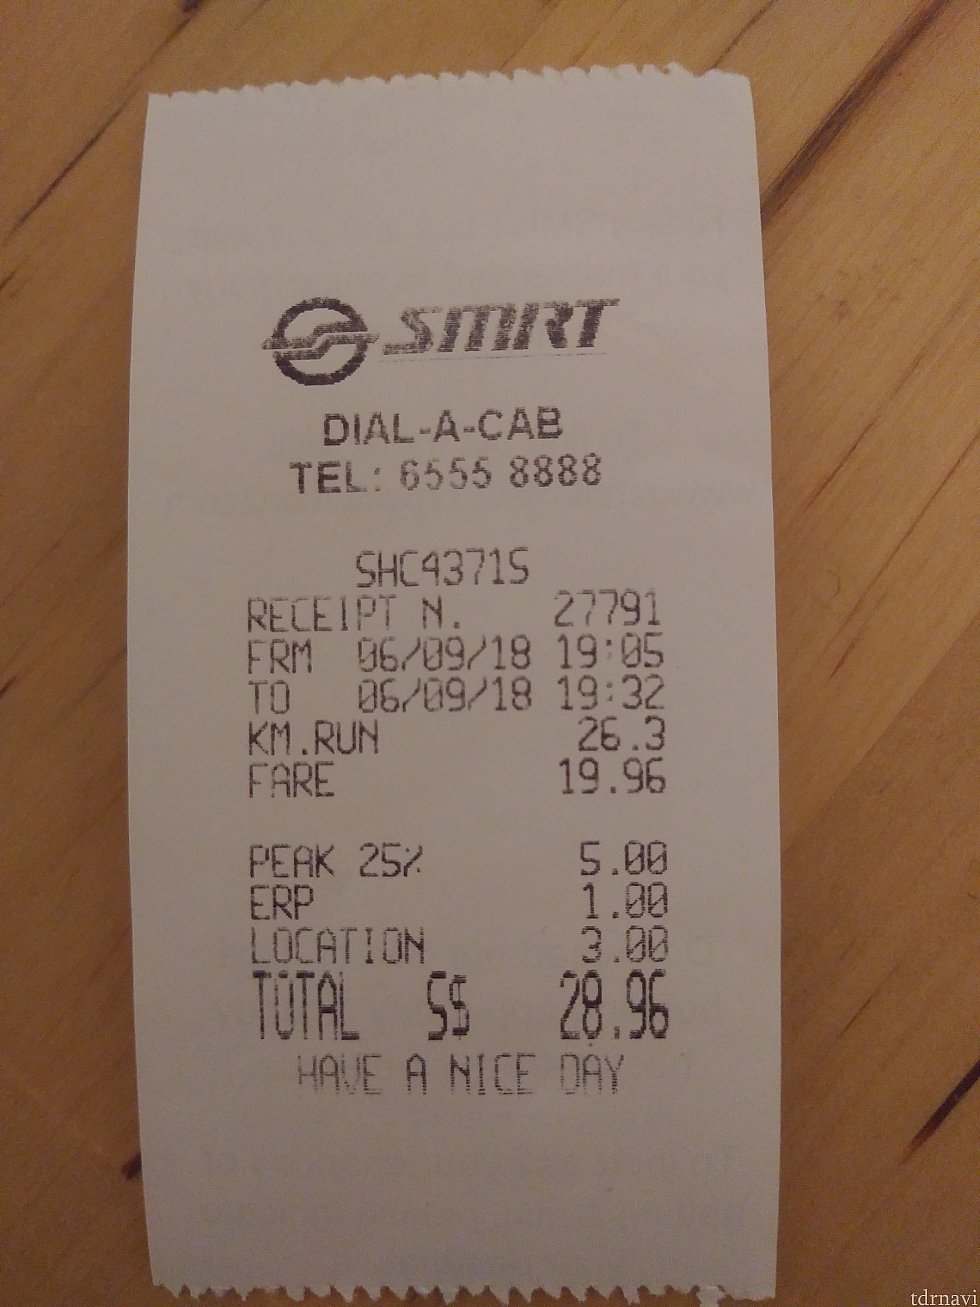 SMRT
DIAL-A-CAB
TEL: 6555 8888
SHC4371S
RECEIPT N. 27791
FRM 06/09/18 19:05
TO 06/09/18 19:32
KM.RUN 26.3
FARE 19.96
PEAK 25% 5.00
ERP 1.00
LOCATION 3.00
TOTAL S$ 28.96
HAVE A NICE DAY
tdrnavi